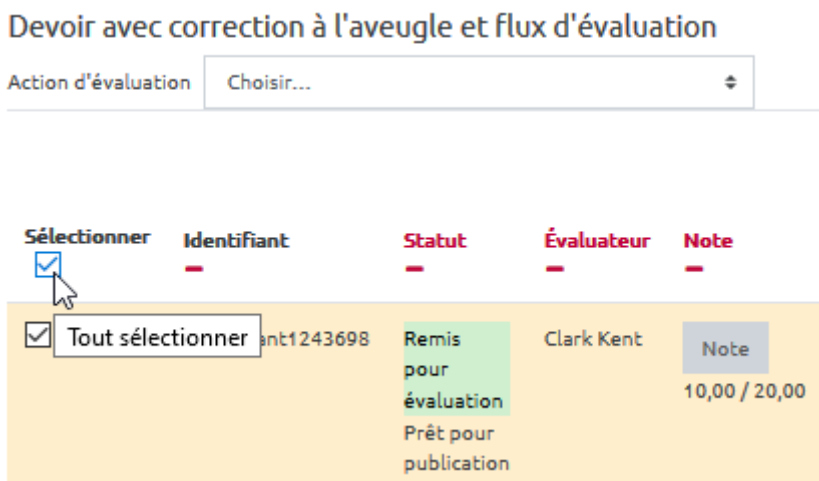 Devoir avec correction à l'aveugle et flux d'évaluation
Action d'évaluation Choisir...
Sélectionner Identifiant Statut Évaluateur Note
Tout sélectionner ant1243698 Remis pour évaluation Clark Kent Note
10,00 / 20,00
Prêt pour publication